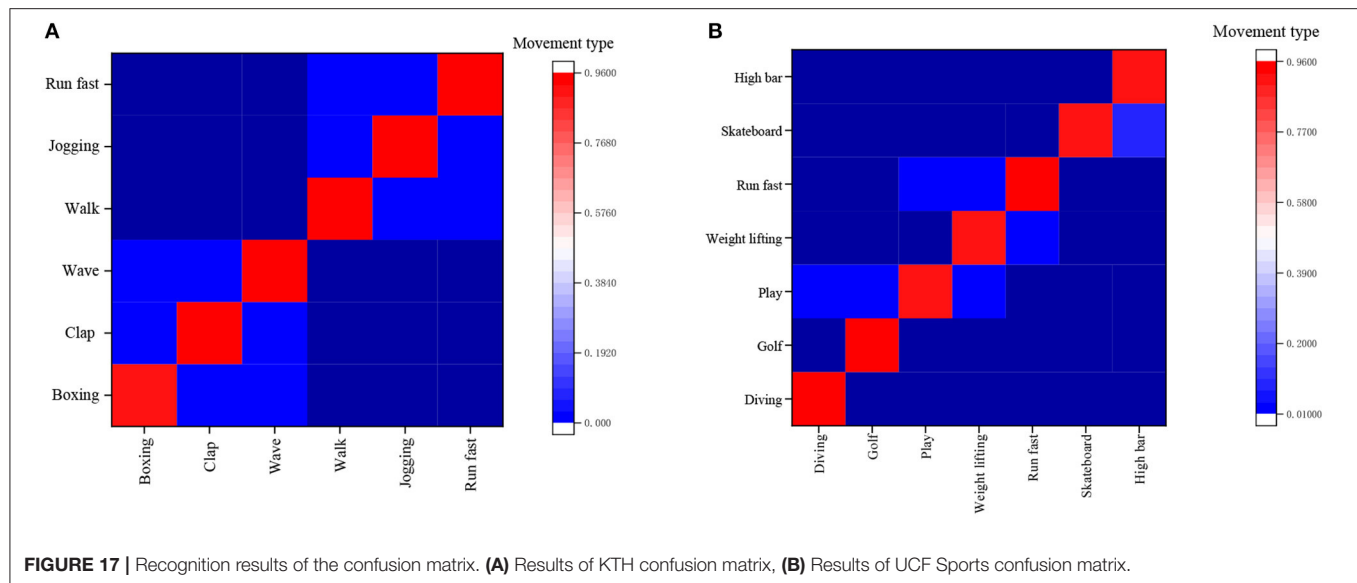 A
Movement type
Run fast
Jogging
Walk
Wave
Clap
Boxing
Boxing
Clap
Wave
Walk
Jogging
Run fast
0. 9600
0. 7680
0. 5760
0. 3840
0. 1920
0. 000
B
Movement type
High bar
Skateboard
Run fast
Weight lifting
Play
Golf
Diving
Diving
Golf
Play
Weight lifting
Run fast
Skateboard
High bar
0. 9600
0. 7700
0. 5800
0. 3900
0. 2000
0. 01000
FIGURE 17 | Recognition results of the confusion matrix. (A) Results of KTH confusion matrix, (B) Results of UCF Sports confusion matrix.